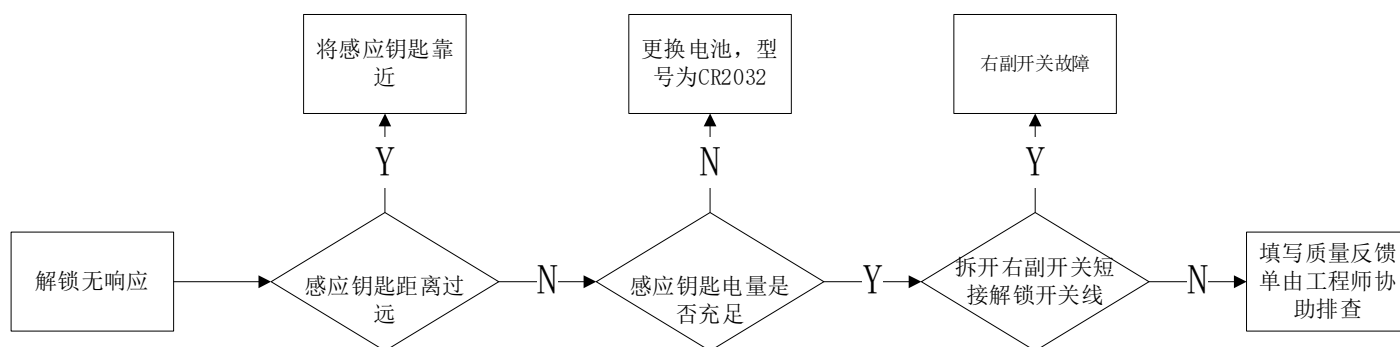 将感应钥匙靠
近
更换电池，型
号为CR2032
右副开关故障
Y
N
Y
解锁无响应
感应钥匙距离过
远
N
感应钥匙电量是
否充足
Y
拆开右副开关短
接解锁开关线
N
填写质量反馈
单由工程师协
助排查